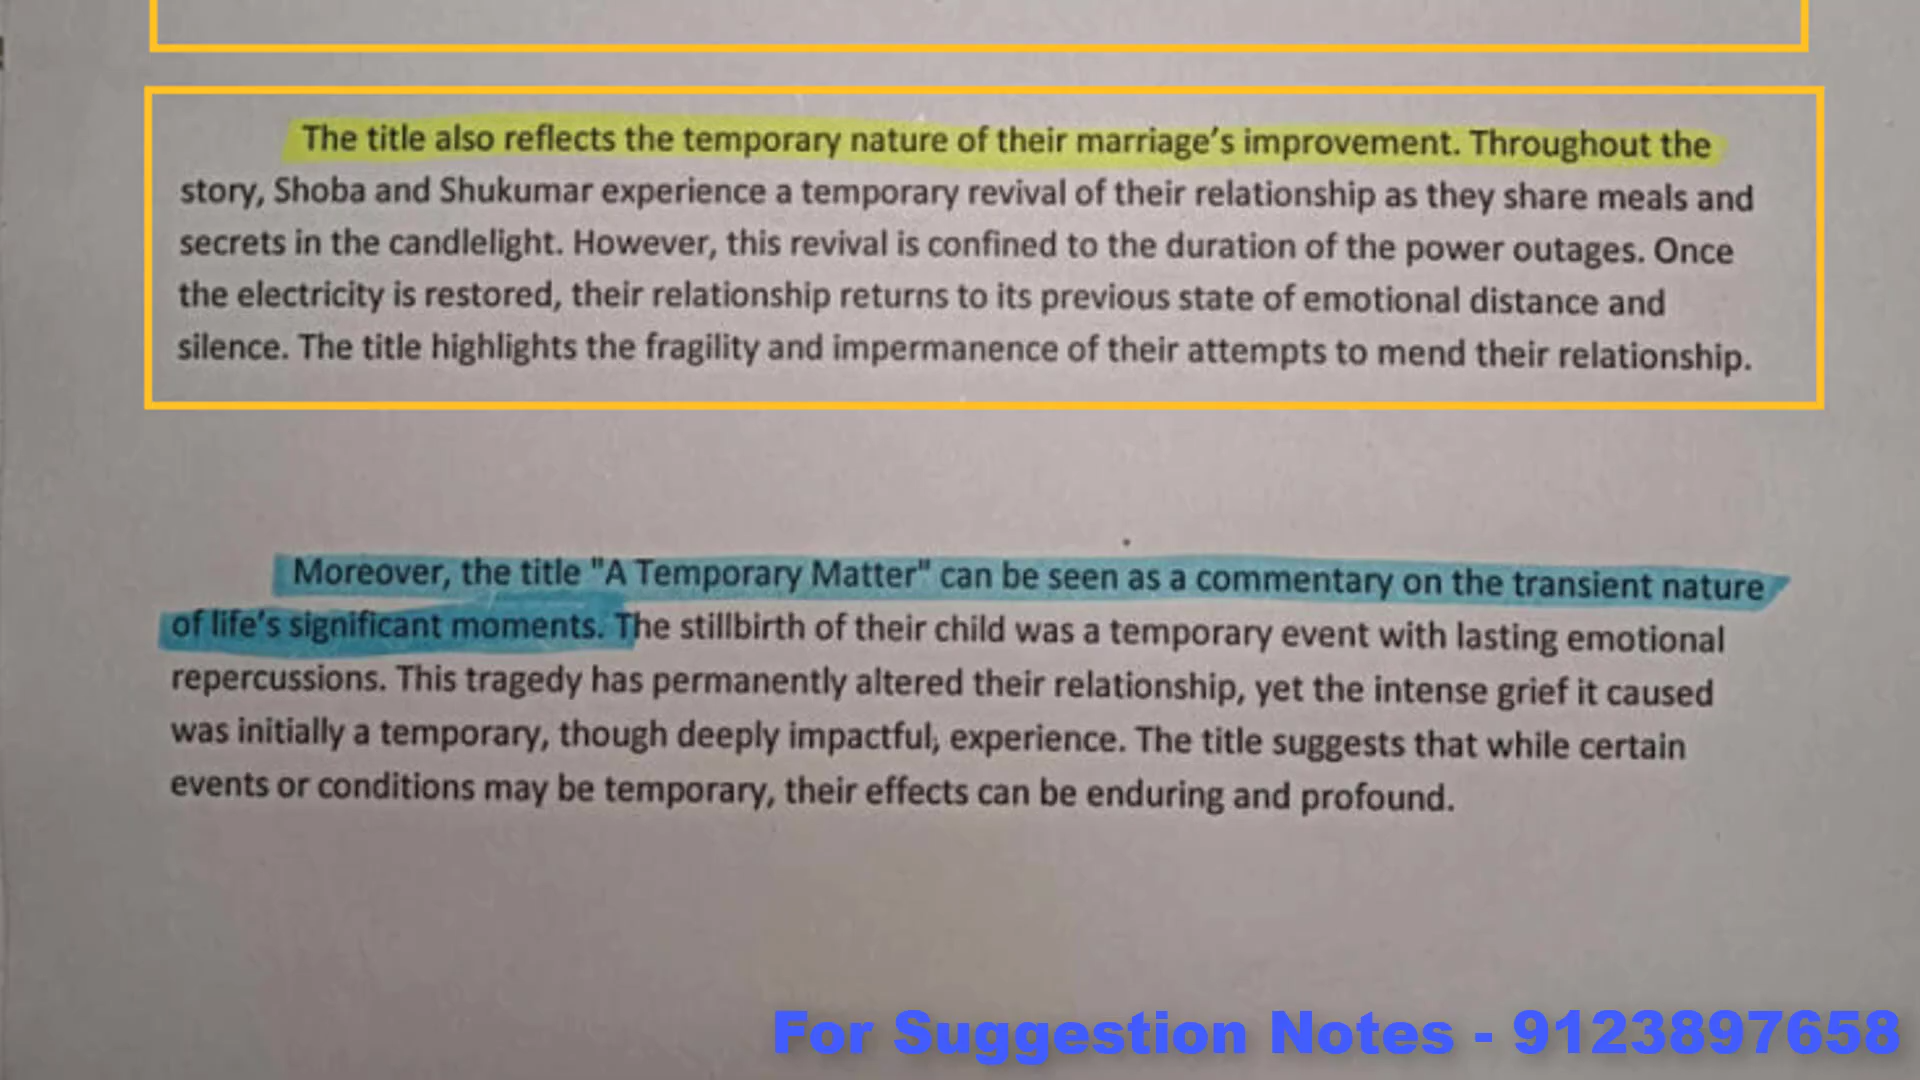 The title also reflects the temporary nature of their marriage's improvement. Throughout the
story, Shoba and Shukumar experience a temporary revival of their relationship as they share meals and
secrets in the candlelight. However, this revival is confined to the duration of the power outages. Once
the electricity is restored, their relationship returns to its previous state of emotional distance and
silence. The title highlights the fragility and impermanence of their attempts to mend their relationship.
Moreover, the title "A Temporary Matter" can be seen as a commentary on the transient nature
of life's significant moments. The stillbirth of their child was a temporary event with lasting emotional
repercussions. This tragedy has permanently altered their relationship, yet the intense grief it caused
was initially a temporary, though deeply impactful, experience. The title suggests that while certain
events or conditions may be temporary, their effects can be enduring and profound.
For Suggestion Notes - 9123897658